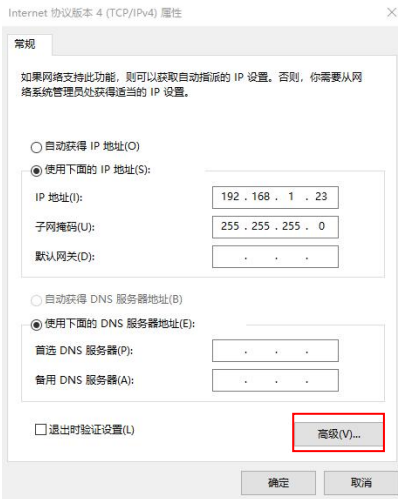 Internet 协议版本 4 (TCP/IPv4) 属性
常规
如果网络支持此功能，则可以获取自动指派的 IP 设置。否则，你需要从网
络系统管理员处获得适当的 IP 设置。
自动获得 IP 地址(O)
使用下面的 IP 地址(S):
IP 地址(I): 192 . 168 . 1 . 23
子网掩码(U): 255 . 255 . 255 . 0
默认网关(D): . . .
自动获得 DNS 服务器地址(B)
使用下面的 DNS 服务器地址(E):
首选 DNS 服务器(P): . . .
备用 DNS 服务器(A): . . .
退出时验证设置(L)
高级(V)...
确定 取消